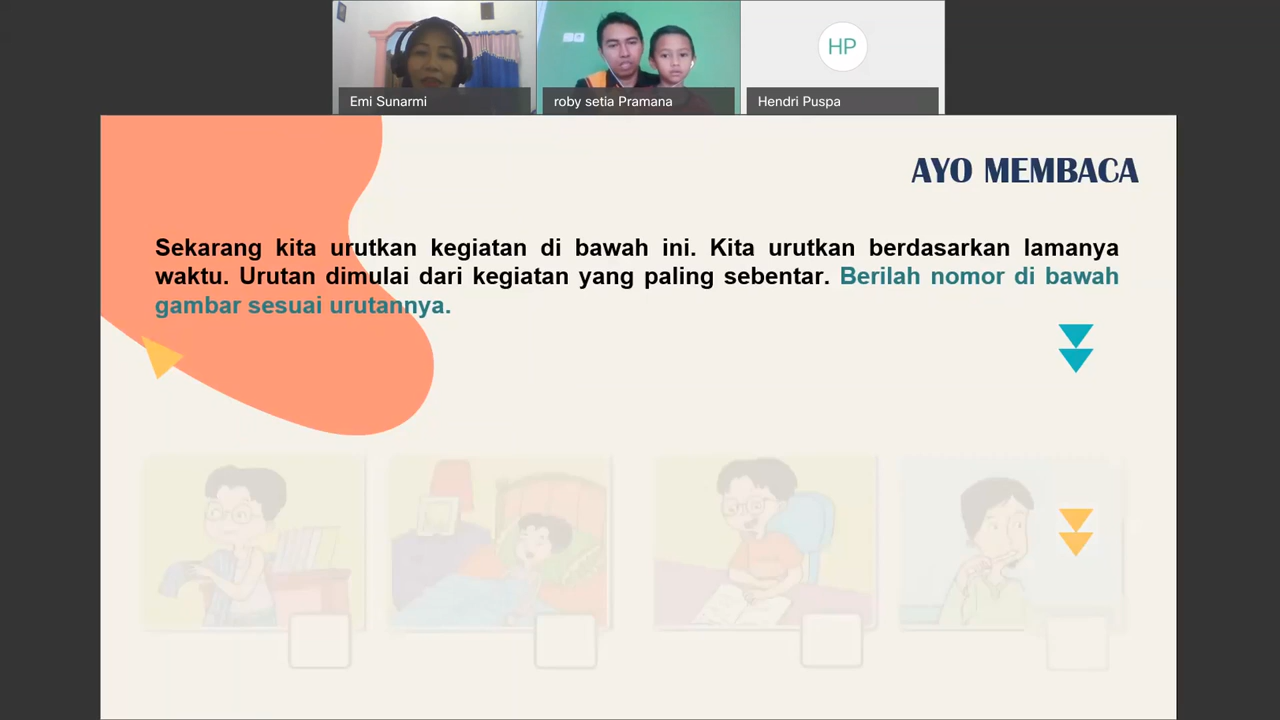 Emi Sunarmi
roby setia Pramana
HP
Hendri Puspa
AYO MEMBACA
Sekarang kita urutkan kegiatan di bawah ini. Kita urutkan berdasarkan lamanya
waktu. Urutan dimulai dari kegiatan yang paling sebentar. Berilah nomor di bawah
gambar sesuai urutannya.